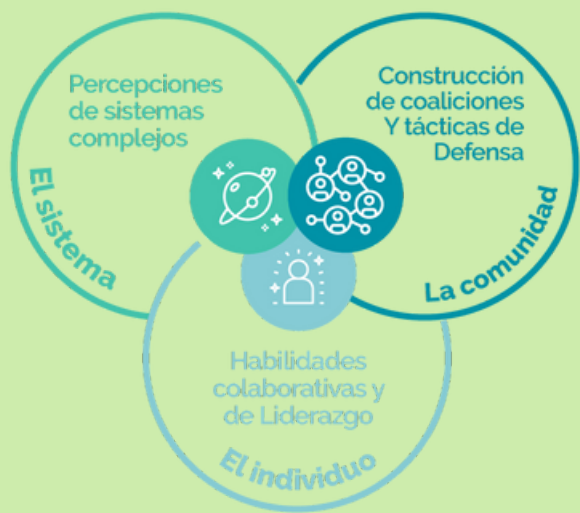 Percepciones
de sistemas
complejos
El sistema
Construcción
de coaliciones
Y tácticas de
Defensa
La comunidad
Habilidades
colaborativas y
de Liderazgo
El individuo